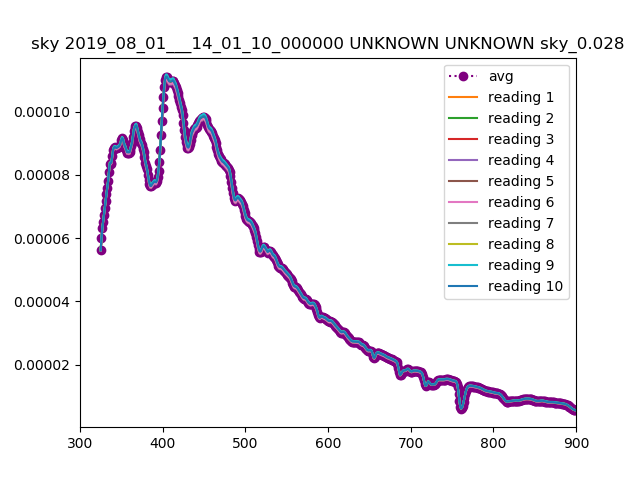 sky 2019_08_01___14_01_10_000000 UNKNOWN UNKNOWN sky_0.028
avg
reading 1
reading 2
reading 3
reading 4
reading 5
reading 6
reading 7
reading 8
reading 9
reading 10
0.00010
0.00008
0.00006
0.00004
0.00002
300 400 500 600 700 800 900